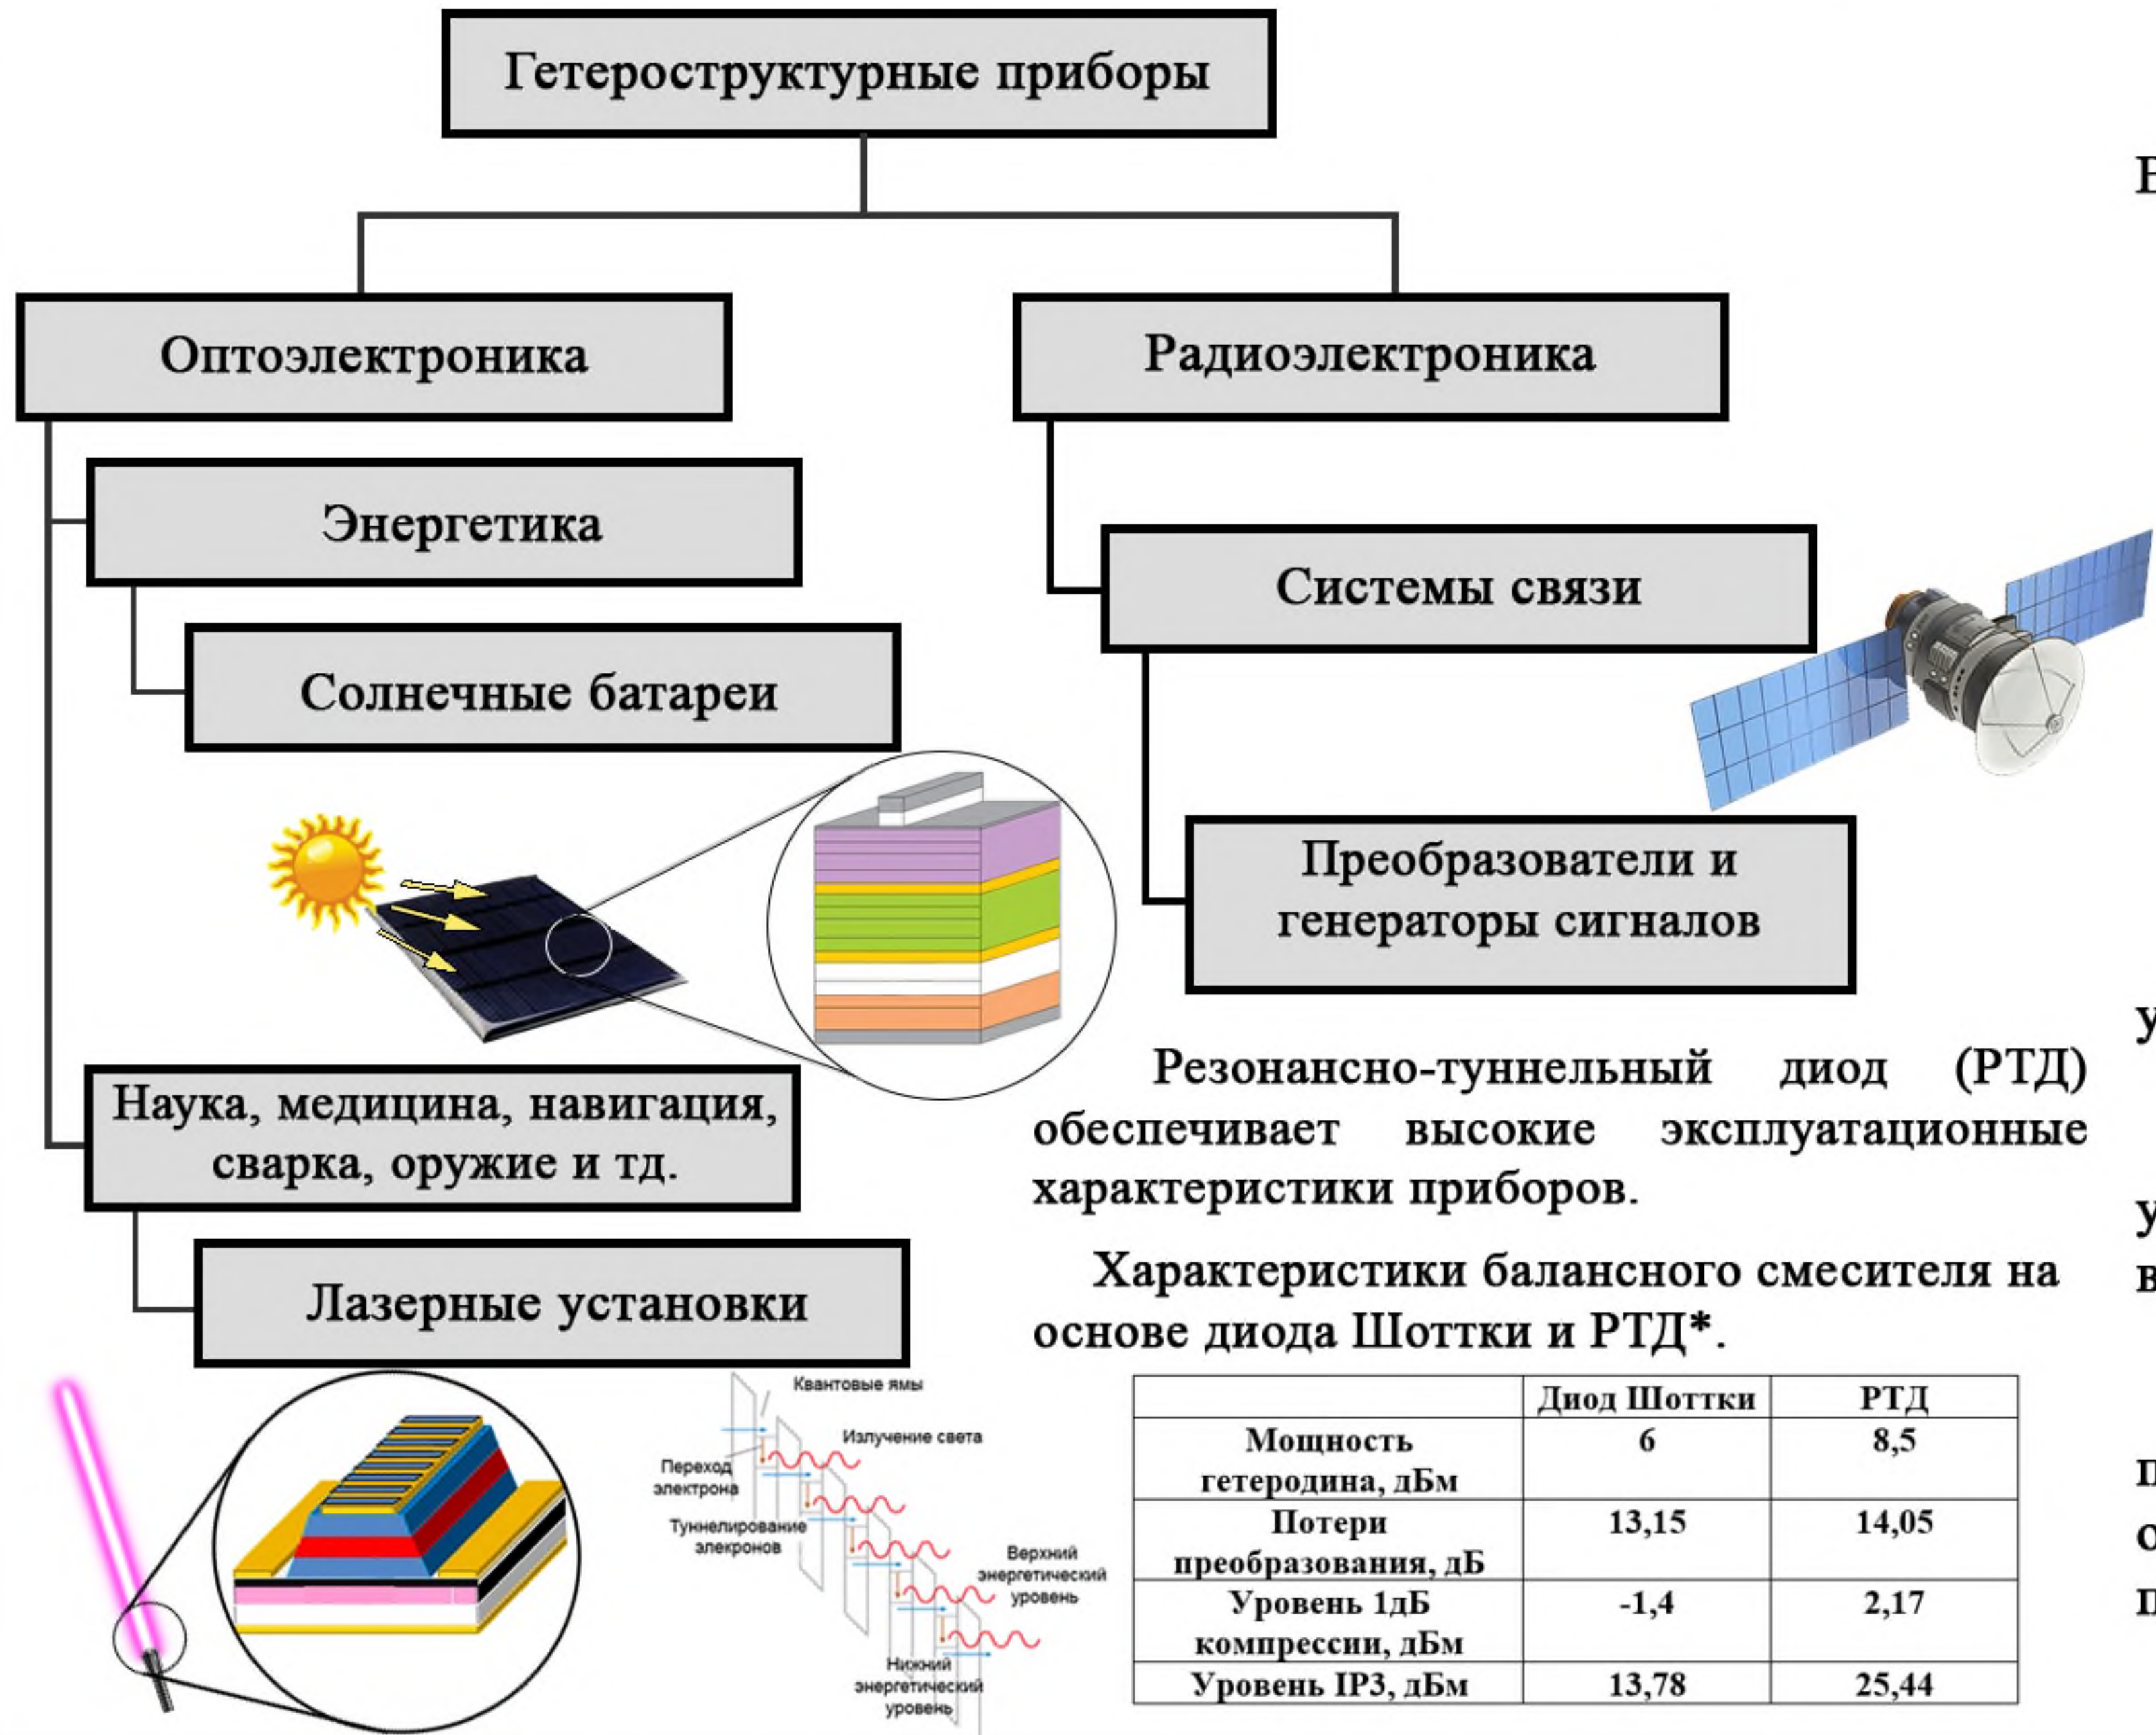 Гетероструктурные приборы
Оптоэлектроника
Энергетика
Солнечные батареи
Наука, медицина, навигация,
сварка, оружие и тд.
Лазерные установки
Квантовые ямы
Излучение света
Переход
электрона
Туннелирование
элекронов
Верхний
энергетический
уровень
Нижний
энергетический
уровень
Радиоэлектроника
Системы связи
Преобразователи и
генераторы сигналов
Резонансно-туннельный диод (РТД)
обеспечивает высокие эксплуатационные
характеристики приборов.
Характеристики балансного смесителя на
основе диода Шоттки и РТД*.
Диод Шоттки РТД
Мощность 6 8,5
гетеродина, дБм
Потери 13,15 14,05
преобразования, дБ
Уровень 1дБ -1,4 2,17
компрессии, дБм
Уровень IP3, дБм 13,78 25,44